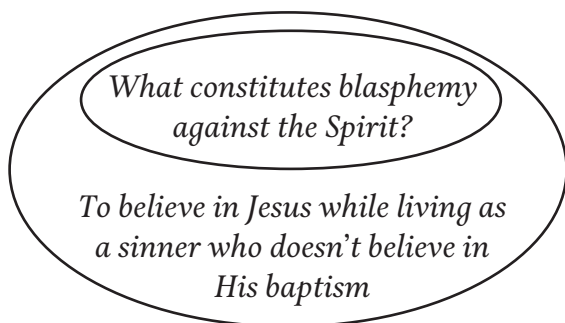 What constitutes blasphemy
against the Spirit?
To believe in Jesus while living as
a sinner who doesn’t believe in
His baptism